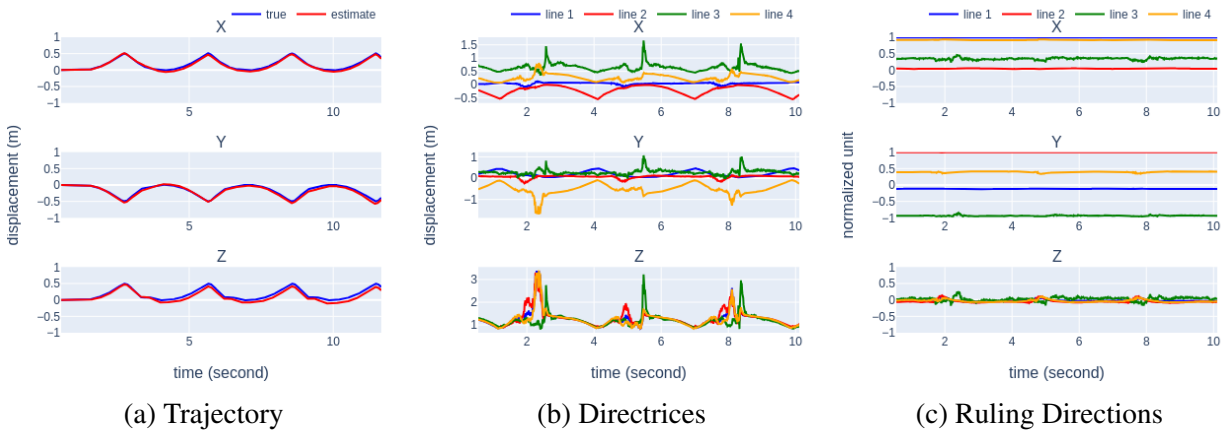 true estimate
X
1
0.5
0
−0.5
−1
5 10
Y
1
0.5
0
−0.5
−1
5 10
Z
1
0.5
0
−0.5
−1
5 10
displacement (m)
time (second)
(a) Trajectory
line 1 line 2 line 3 line 4
X
1.5
1
0.5
0
−0.5
2 4 6 8 10
Y
1
0
−1
2 4 6 8 10
Z
3
2
1
2 4 6 8 10
displacement (m)
time (second)
(b) Directrices
line 1 line 2 line 3 line 4
X
1
0.5
0
−0.5
−1
2 4 6 8 10
Y
1
0.5
0
−0.5
−1
2 4 6 8 10
Z
1
0.5
0
−0.5
−1
2 4 6 8 10
normalized unit
time (second)
(c) Ruling Directions